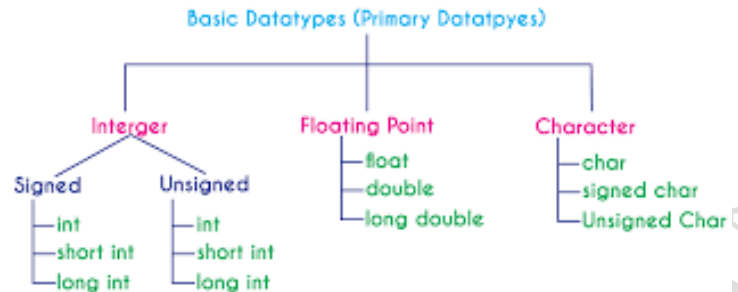 Basic Datatypes (Primary Datatpyes)
Interger
Floating Point
Character
Signed
Unsigned
int
short int
long int
int
short int
long int
float
double
long double
char
signed char
Unsigned Char